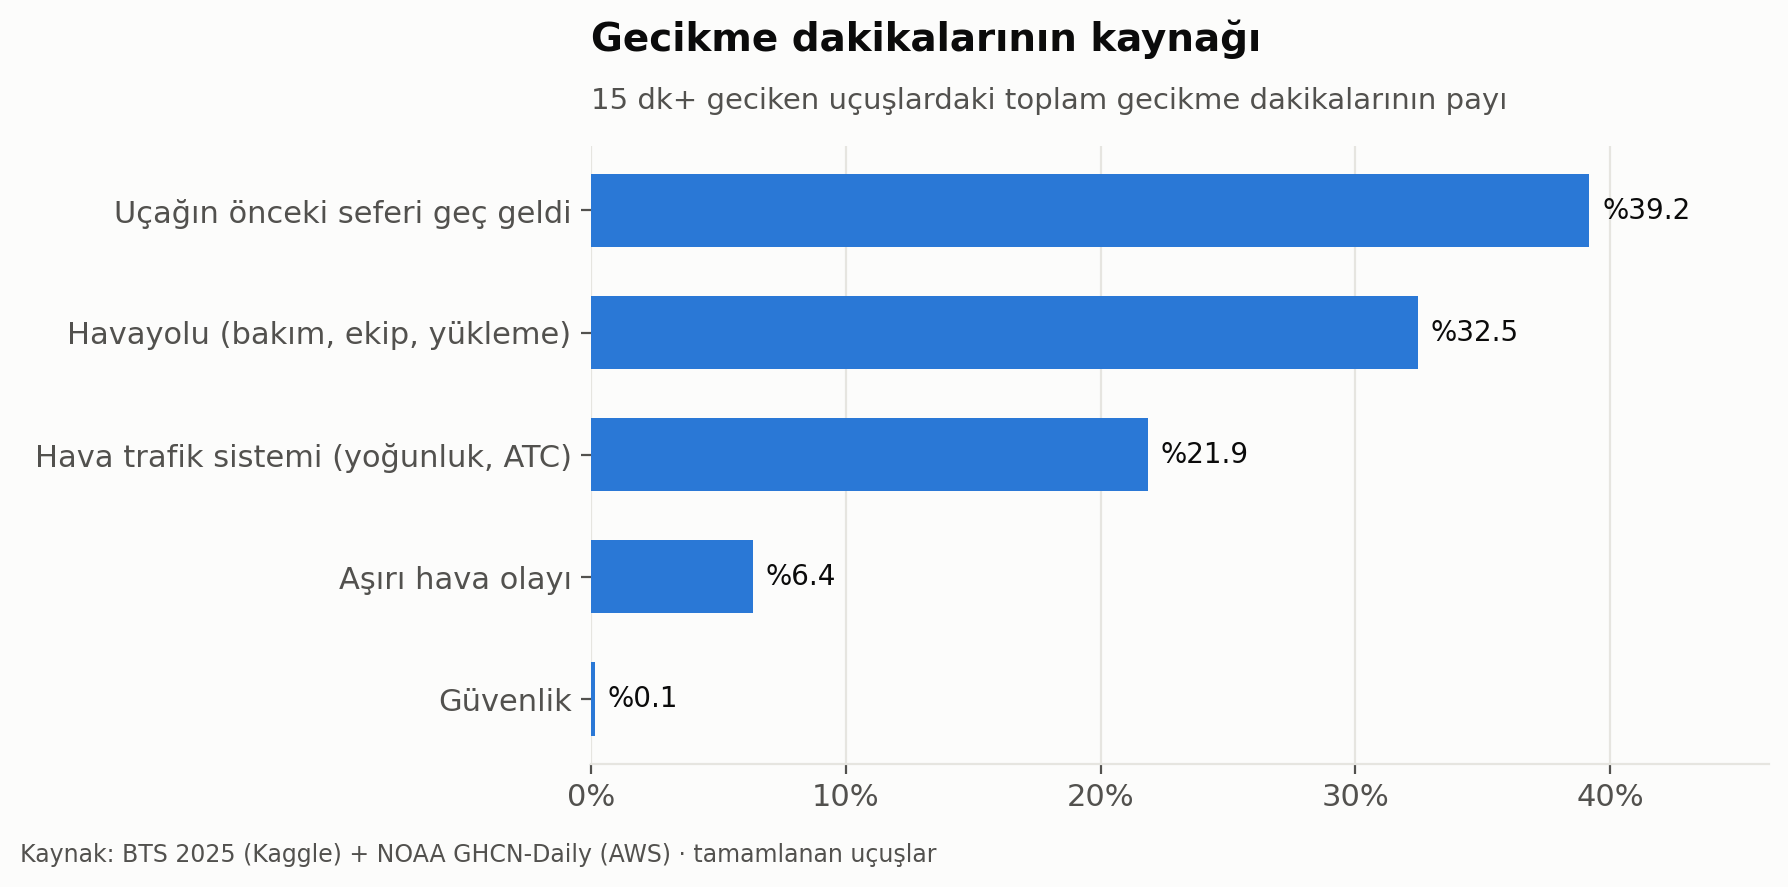 Gecikme dakikalarının kaynağı
15 dk+ geciken uçuşlardaki toplam gecikme dakikalarının payı
Uçağın önceki seferi geç geldi %39.2
Havayolu (bakım, ekip, yükleme) %32.5
Hava trafik sistemi (yoğunluk, ATC) %21.9
Aşırı hava olayı %6.4
Güvenlik %0.1
0% 10% 20% 30% 40%
Kaynak: BTS 2025 (Kaggle) + NOAA GHCN-Daily (AWS) · tamamlanan uçuşlar